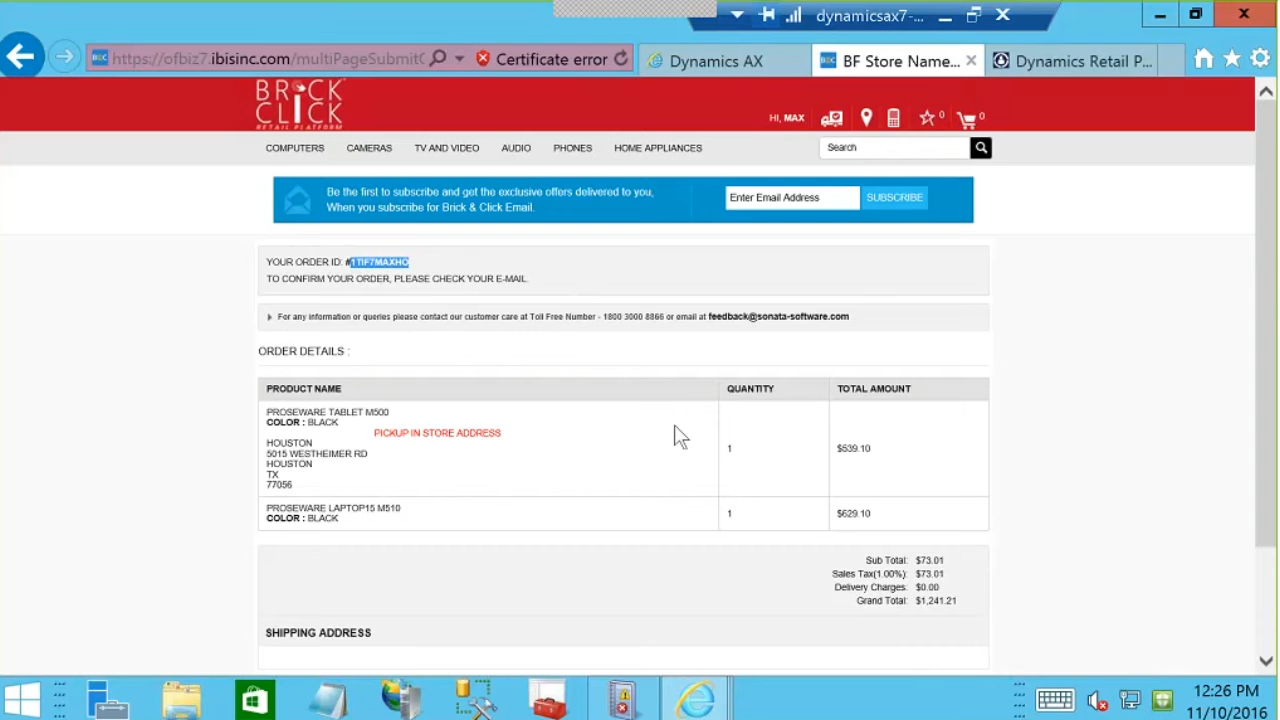 dynamicsax7-...
https://ofbiz7.ibisinc.com/multiPageSubmitO
Certificate error
Dynamics AX
BF Store Name...
Dynamics Retail P...
BRICK
CLICK
RETAIL PLATFORM
HI, MAX
0
0
COMPUTERS
CAMERAS
TV AND VIDEO
AUDIO
PHONES
HOME APPLIANCES
Search
Be the first to subscribe and get the exclusive offers delivered to you,
When you subscribe for Brick & Click Email.
Enter Email Address
SUBSCRIBE
YOUR ORDER ID: #1TIF7MAXHO
TO CONFIRM YOUR ORDER, PLEASE CHECK YOUR E-MAIL.
For any information or queries please contact our customer care at Toll Free Number - 1800 3000 8866 or email at feedback@sonata-software.com
ORDER DETAILS :
PRODUCT NAME
QUANTITY
TOTAL AMOUNT
PROSEWARE TABLET M500
COLOR : BLACK
PICKUP IN STORE ADDRESS
HOUSTON
5015 WESTHEIMER RD
HOUSTON
TX
77056
1
$539.10
PROSEWARE LAPTOP15 M510
COLOR : BLACK
1
$629.10
Sub Total: $73.01
Sales Tax(1.00%): $73.01
Delivery Charges: $0.00
Grand Total: $1,241.21
SHIPPING ADDRESS
12:26 PM
11/10/2016